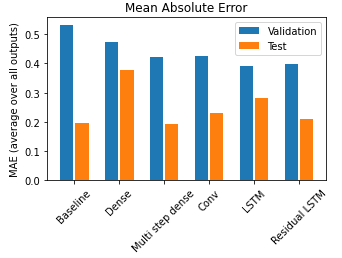 Mean Absolute Error
MAE (average over all outputs)
0.5
0.4
0.3
0.2
0.1
0.0
Validation
Test
Baseline
Dense
Multi step dense
Conv
LSTM
Residual LSTM